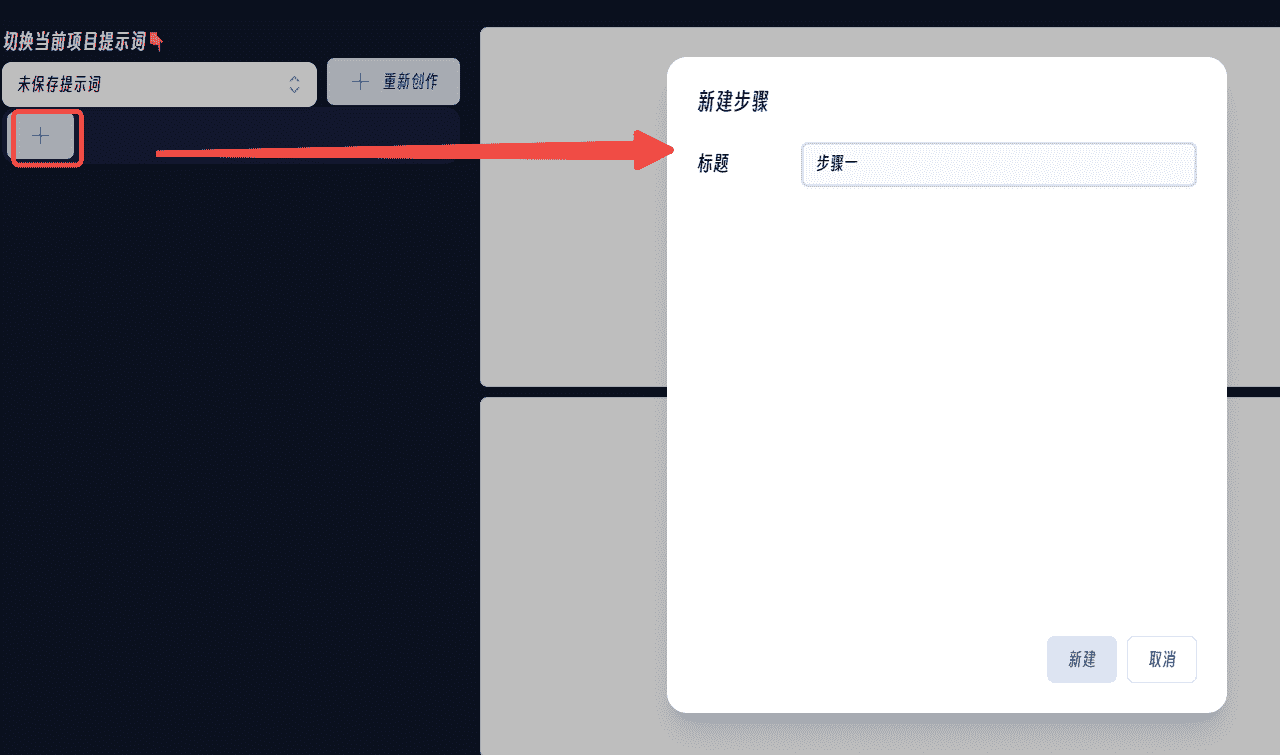 切换当前项目提示词👇
未保存提示词
重新创作
新建步骤
标题
步骤一
新建
取消